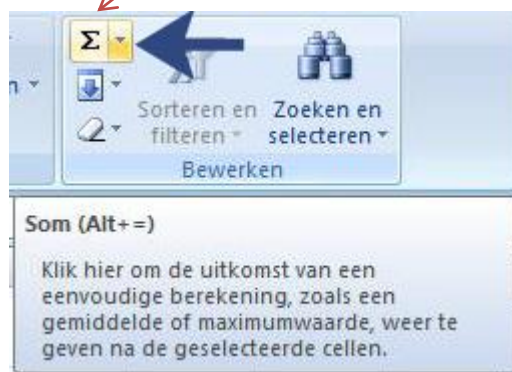 Σ
n
Sorteren en Zoeken en
filteren selecteren
Bewerken
Som (Alt+=)
Klik hier om de uitkomst van een
eenvoudige berekening, zoals een
gemiddelde of maximumwaarde, weer te
geven na de geselecteerde cellen.